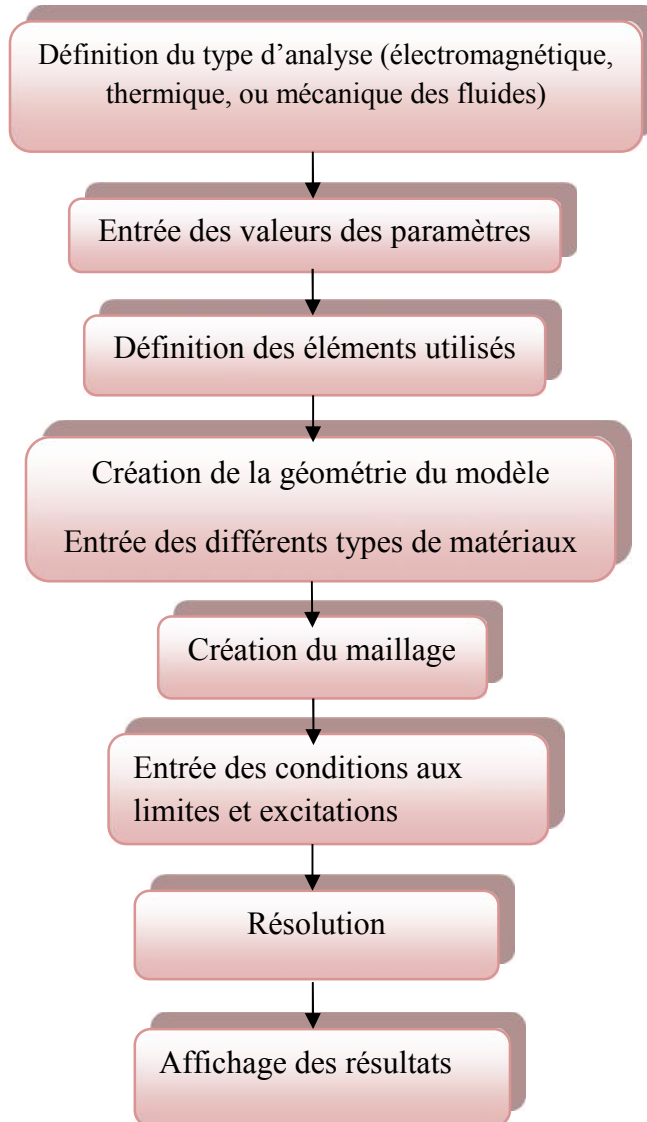 Définition du type d’analyse (électromagnétique,
thermique, ou mécanique des fluides)
Entrée des valeurs des paramètres
Définition des éléments utilisés
Création de la géométrie du modèle
Entrée des différents types de matériaux
Création du maillage
Entrée des conditions aux
limites et excitations
Résolution
Affichage des résultats